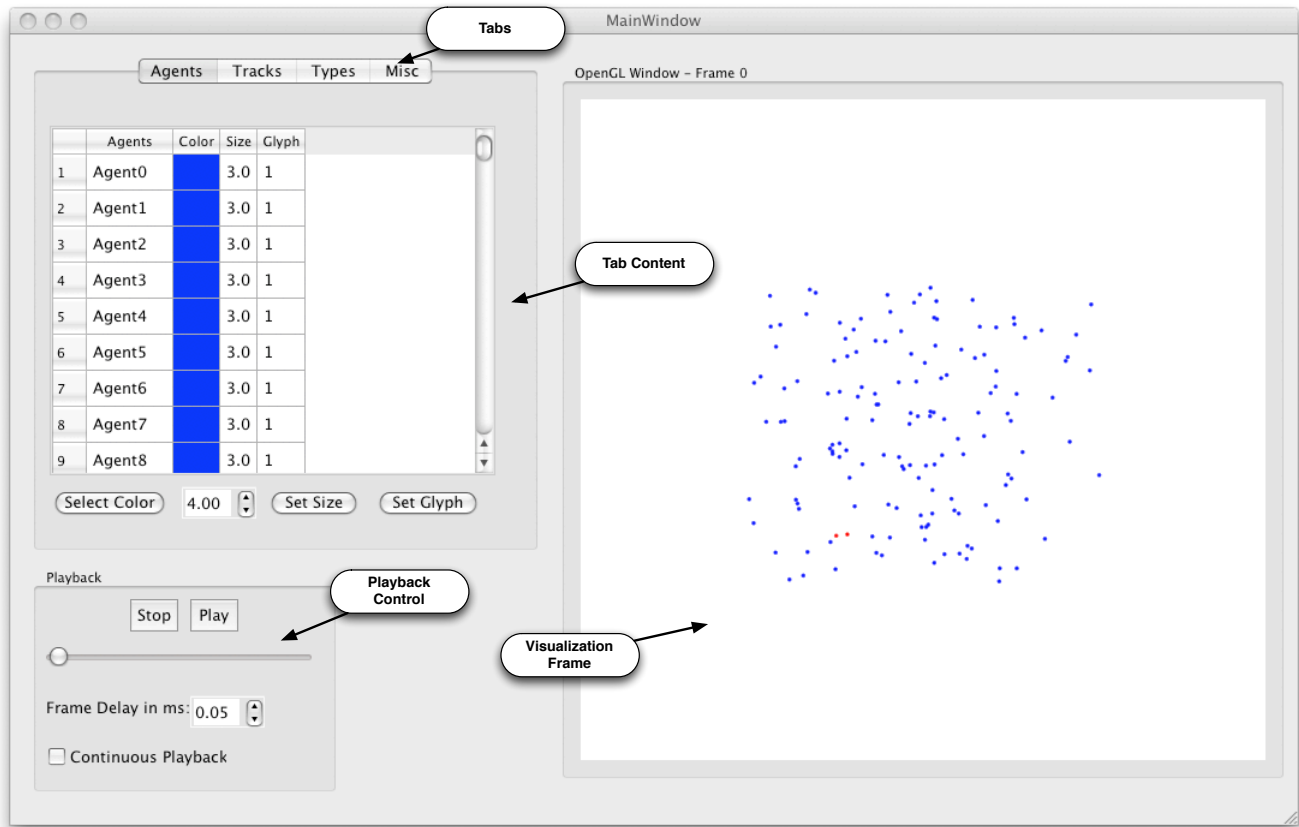 MainWindow
Tabs
Agents Tracks Types Misc
OpenGL Window – Frame 0
Agents Color Size Glyph
1 Agent0 3.0 1
2 Agent1 3.0 1
3 Agent2 3.0 1
4 Agent3 3.0 1
5 Agent4 3.0 1
6 Agent5 3.0 1
7 Agent6 3.0 1
8 Agent7 3.0 1
9 Agent8 3.0 1
Tab Content
Select Color 4.00 Set Size Set Glyph
Playback
Playback
Control
Stop Play
Visualization
Frame
Frame Delay in ms: 0.05
Continuous Playback